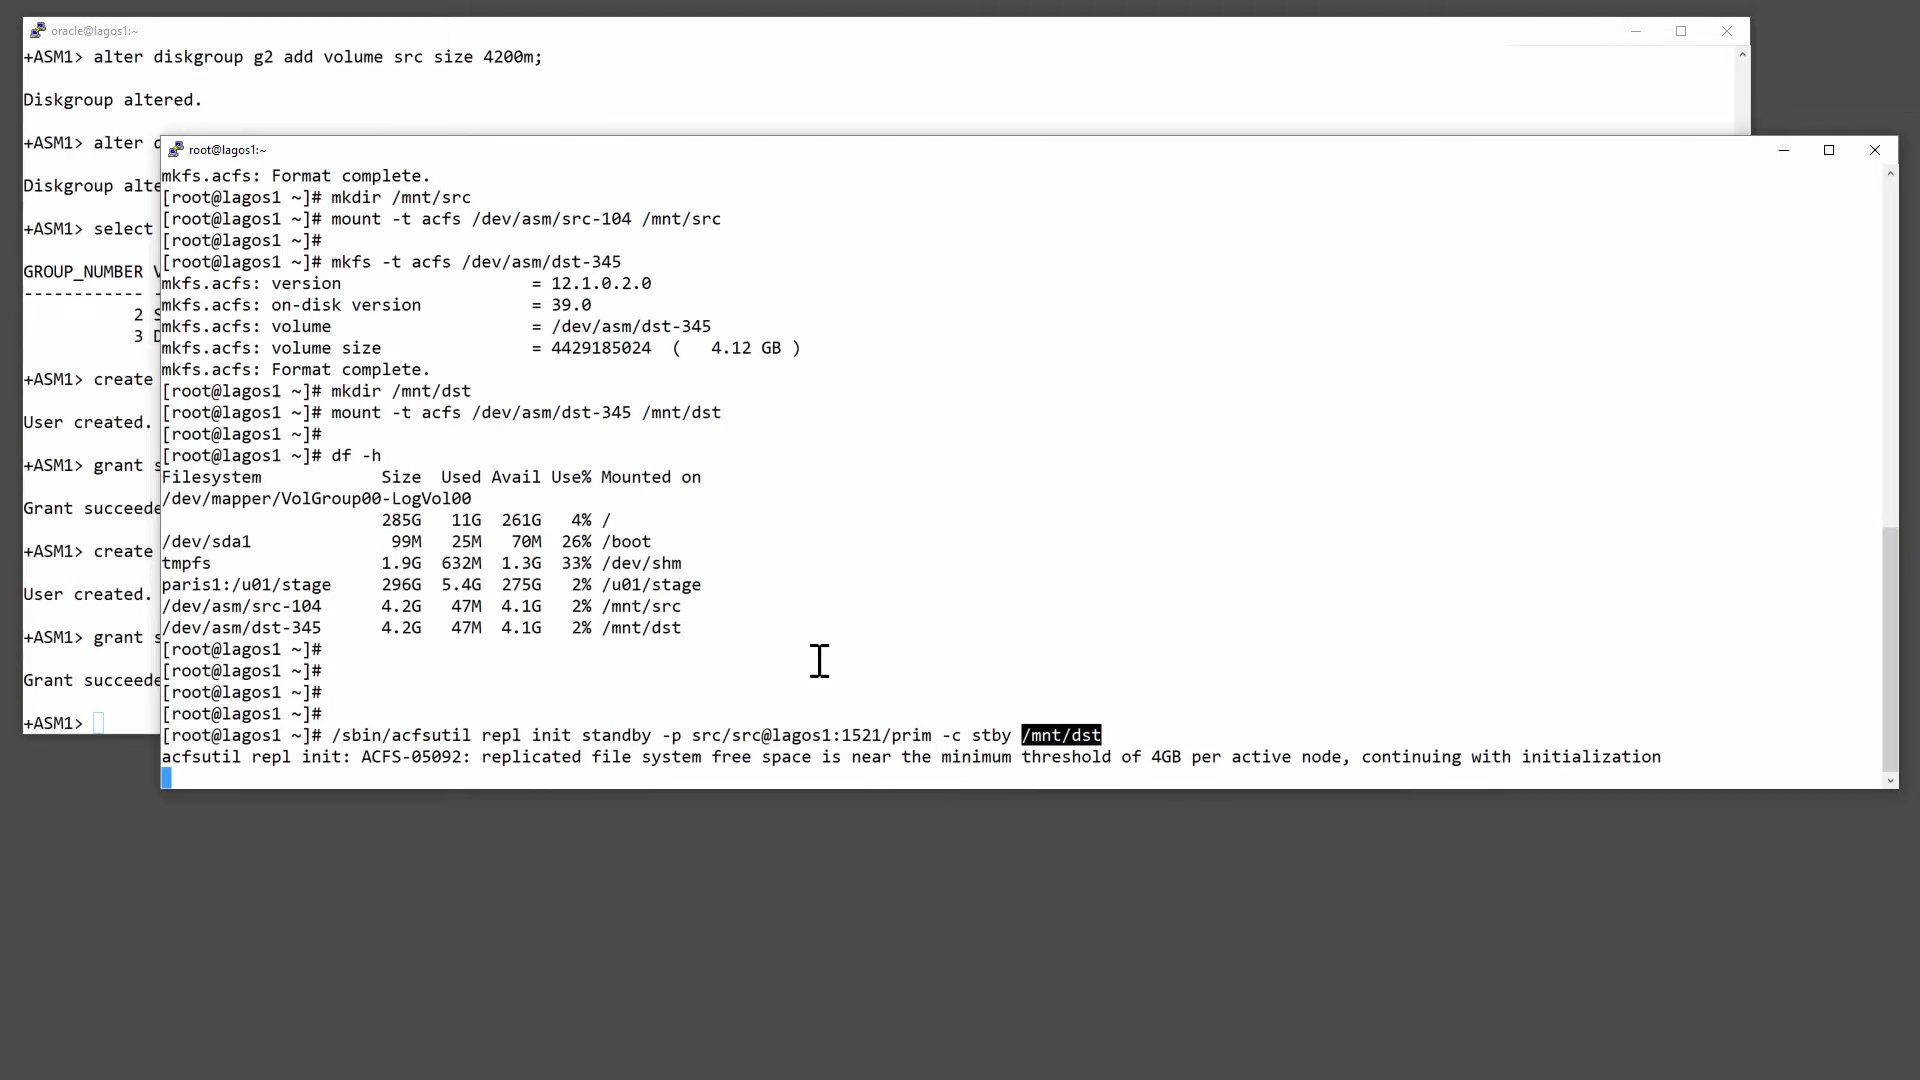 oracle@lagos1:~
+ASM1> alter diskgroup g2 add volume src size 4200m;
Diskgroup altered.
+ASM1> alter
Diskgroup alte
+ASM1> select
GROUP_NUMBER
------------
2
3
+ASM1> create
User created.
+ASM1> grant s
Grant succeede
+ASM1> create
User created.
+ASM1> grant s
Grant succeede
+ASM1>
root@lagos1:~
mkfs.acfs: Format complete.
[root@lagos1 ~]# mkdir /mnt/src
[root@lagos1 ~]# mount -t acfs /dev/asm/src-104 /mnt/src
[root@lagos1 ~]#
[root@lagos1 ~]# mkfs -t acfs /dev/asm/dst-345
mkfs.acfs: version                   = 12.1.0.2.0
mkfs.acfs: on-disk version           = 39.0
mkfs.acfs: volume                    = /dev/asm/dst-345
mkfs.acfs: volume size               = 4429185024  (   4.12 GB )
mkfs.acfs: Format complete.
[root@lagos1 ~]# mkdir /mnt/dst
[root@lagos1 ~]# mount -t acfs /dev/asm/dst-345 /mnt/dst
[root@lagos1 ~]#
[root@lagos1 ~]# df -h
Filesystem            Size  Used Avail Use% Mounted on
/dev/mapper/VolGroup00-LogVol00
                      285G   11G  261G   4% /
/dev/sda1              99M   25M   70M  26% /boot
tmpfs                 1.9G  632M  1.3G  33% /dev/shm
paris1:/u01/stage     296G  5.4G  275G   2% /u01/stage
/dev/asm/src-104      4.2G   47M  4.1G   2% /mnt/src
/dev/asm/dst-345      4.2G   47M  4.1G   2% /mnt/dst
[root@lagos1 ~]#
[root@lagos1 ~]#
[root@lagos1 ~]#
[root@lagos1 ~]#
[root@lagos1 ~]# /sbin/acfsutil repl init standby -p src/src@lagos1:1521/prim -c stby /mnt/dst
acfsutil repl init: ACFS-05092: replicated file system free space is near the minimum threshold of 4GB per active node, continuing with initialization